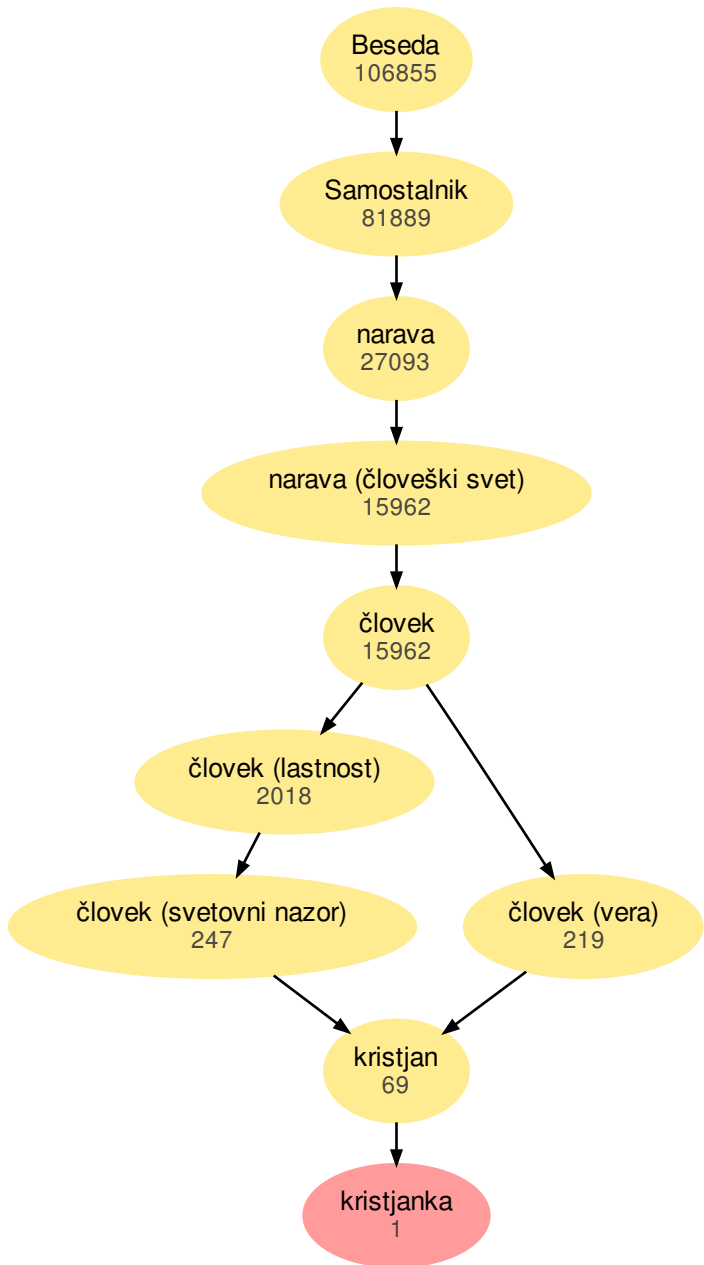 Beseda
106855
Samostalnik
81889
narava
27093
narava (človeški svet)
15962
človek
15962
človek (lastnost)
2018
človek (svetovni nazor)
247
človek (vera)
219
kristjan
69
kristjanka
1